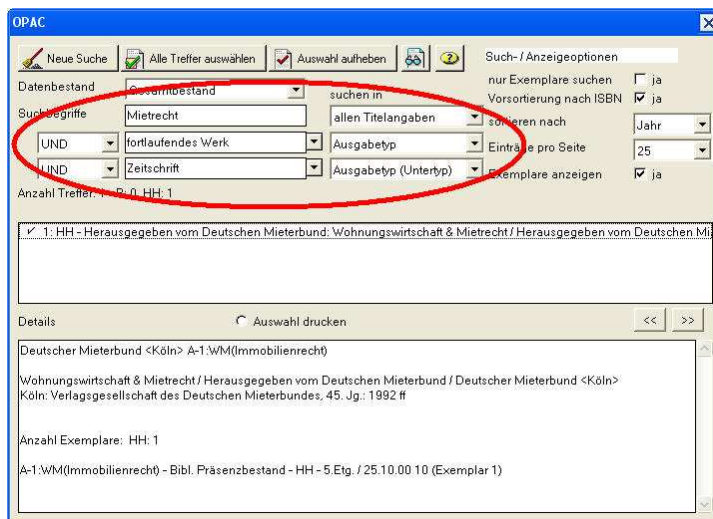 OPAC
Neue Suche Alle Treffer auswählen Auswahl aufheben Such- / Anzeigeoptionen
nur Exemplare suchen ja
Datenbestand Gesamtbestand suchen in Vorsortierung nach ISBN ja
Suchbegriffe Mietrecht allen Titelangaben sortieren nach Jahr
UND fortlaufendes Werk Ausgabetyp Einträge pro Seite 25
UND Zeitschrift Ausgabetyp (Untertyp) Exemplare anzeigen ja
Anzahl Treffer: 1 - B: 0, HH: 1
1: HH - Herausgegeben vom Deutschen Mieterbund: Wohnungswirtschaft & Mietrecht / Herausgegeben vom Deutschen Mi
Details Auswahl drucken << >>
Deutscher Mieterbund <Köln> A-1:WM(Immobilienrecht)
Wohnungswirtschaft & Mietrecht / Herausgegeben vom Deutschen Mieterbund / Deutscher Mieterbund <Köln>
Köln: Verlagsgesellschaft des Deutschen Mieterbundes, 45. Jg.: 1992 ff
Anzahl Exemplare: HH: 1
A-1:WM(Immobilienrecht) - Bibl. Präsenzbestand - HH - 5.Etg. / 25.10.00 10 (Exemplar 1)